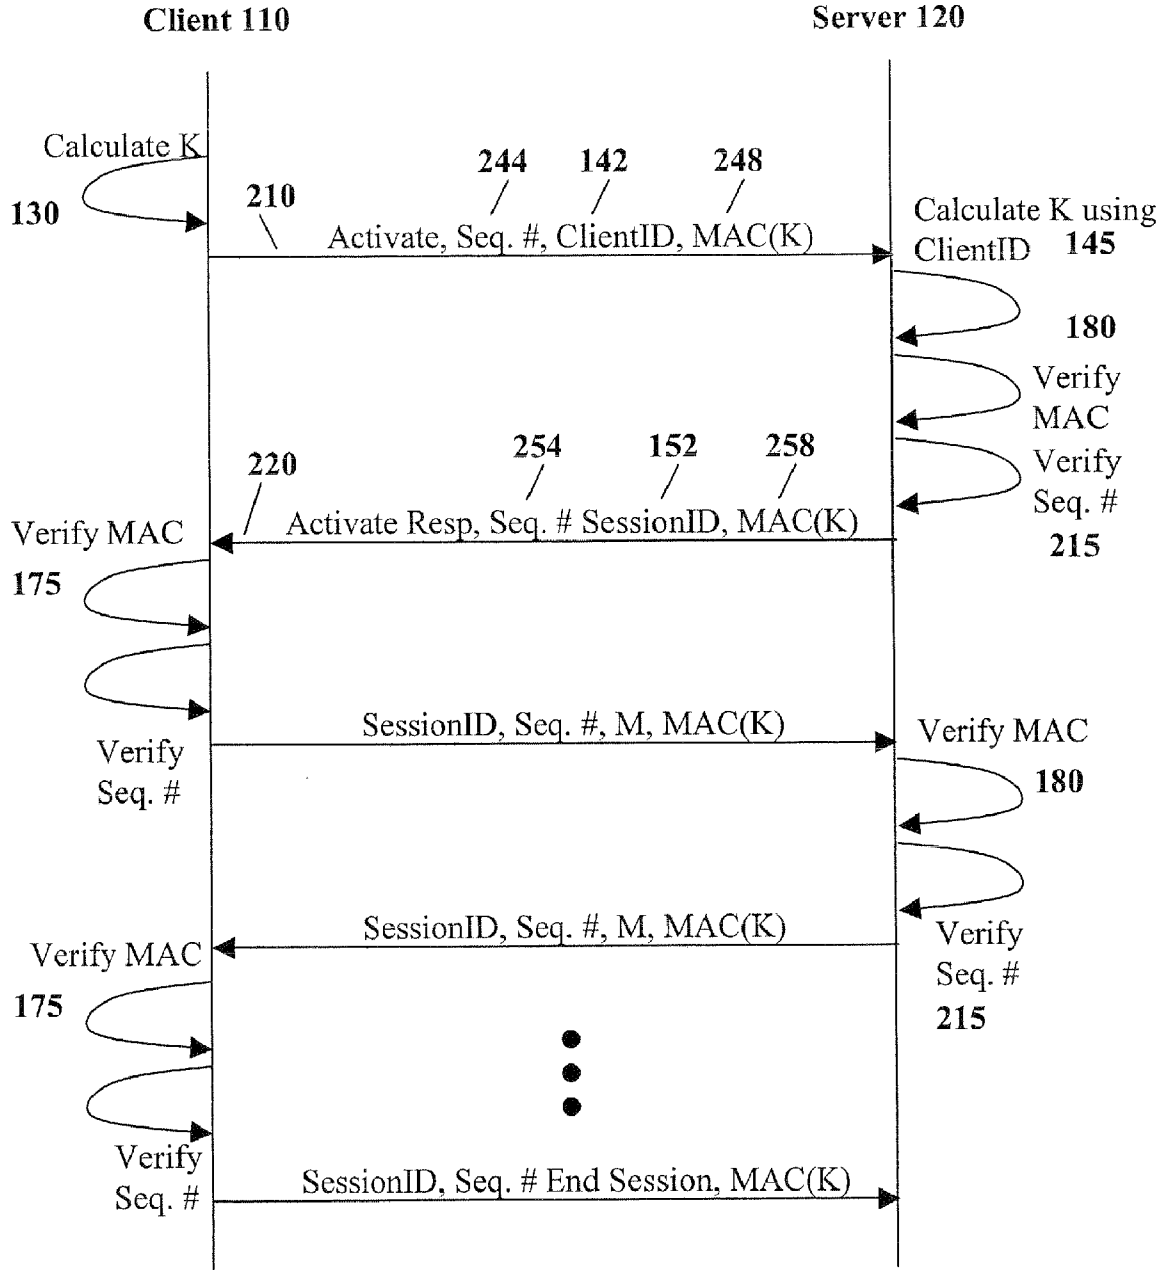 Client 110
Server 120
Calculate K
130
244
142
248
210
Activate, Seq. #, ClientID, MAC(K)
Calculate K using
ClientID 145
180
Verify
MAC
Verify
Seq. #
215
254
152
258
220
Activate Resp, Seq. # SessionID, MAC(K)
Verify MAC
175
Verify
Seq. #
SessionID, Seq. #, M, MAC(K)
Verify MAC
180
SessionID, Seq. #, M, MAC(K)
Verify
Seq. #
215
Verify MAC
175
Verify
Seq. #
SessionID, Seq. # End Session, MAC(K)